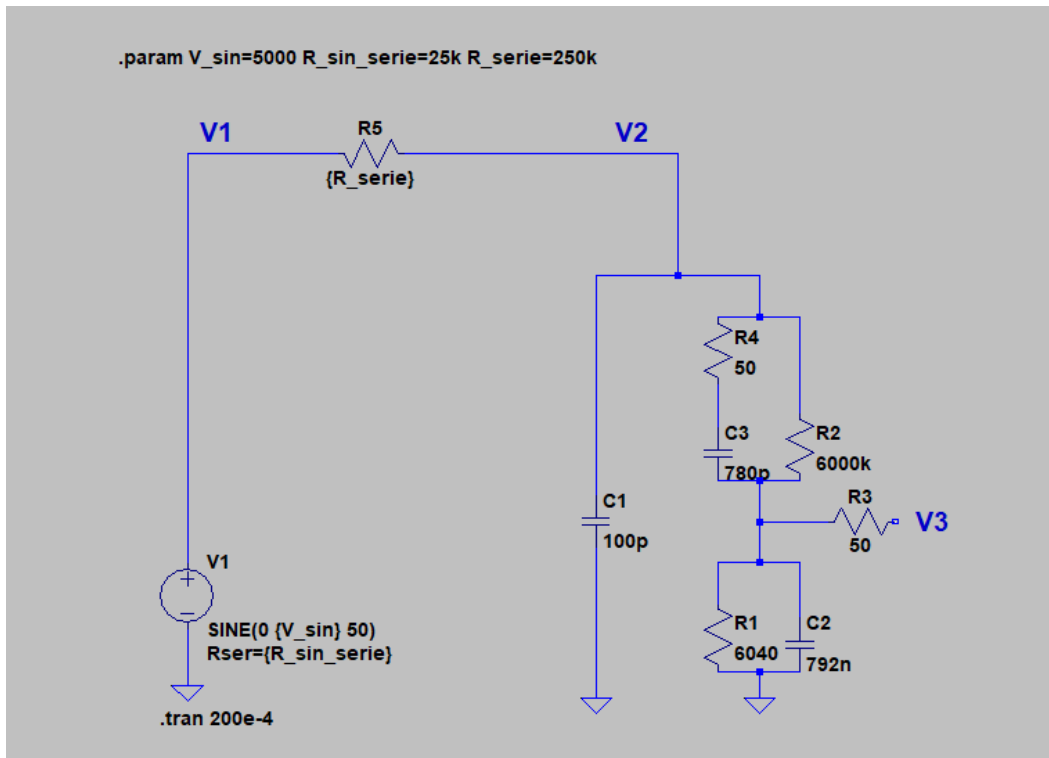 .param V_sin=5000 R_sin_serie=25k R_serie=250k
V1
R5
{R_serie}
V2
R4
50
C3
780p
R2
6000k
R3
50
V3
C1
100p
V1
SINE(0 {V_sin} 50)
Rser={R_sin_serie}
R1
6040
C2
792n
.tran 200e-4